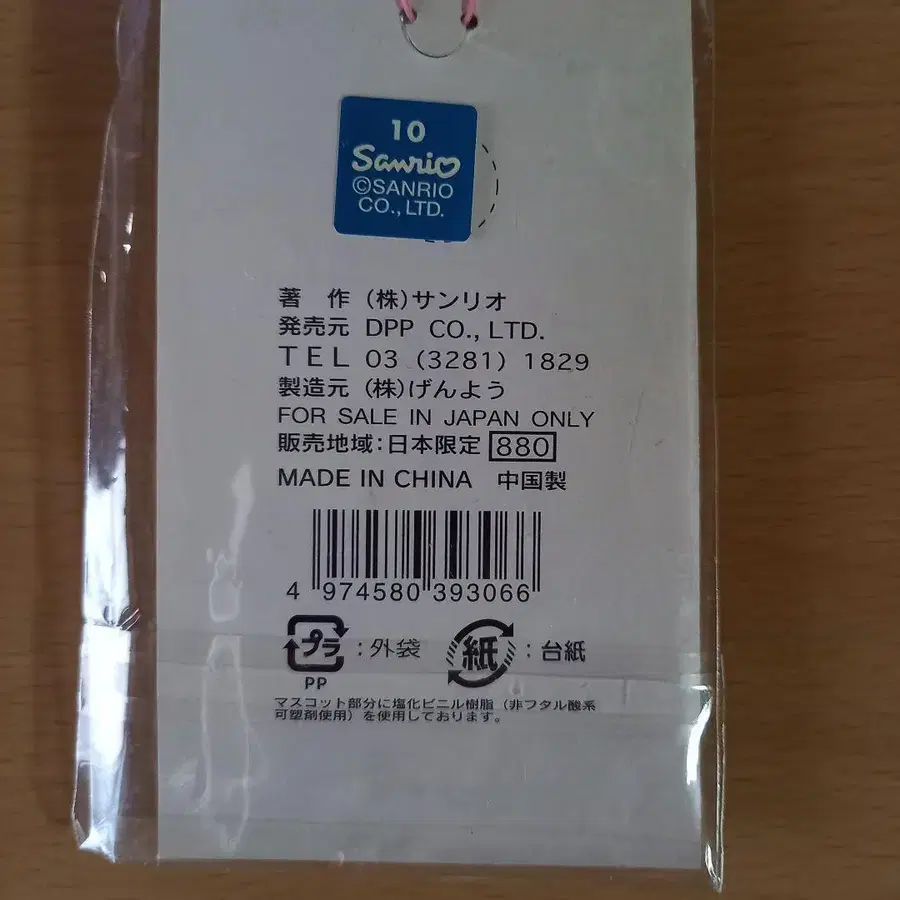 10
Sanrio
©SANRIO
CO.,LTD.
著 作 (株)サンリオ
発売元 DPP CO.,LTD.
TEL 03 (3281) 1829
製造元 (株)げんよう
FOR SALE IN JAPAN ONLY
販売地域:日本限定 880
MADE IN CHINA 中国製
4 974580 393066
プラ :外袋 紙 :台紙
PP
マスコット部分に塩化ビニル樹脂(非フタル酸系
可塑剤使用)を使用しております。